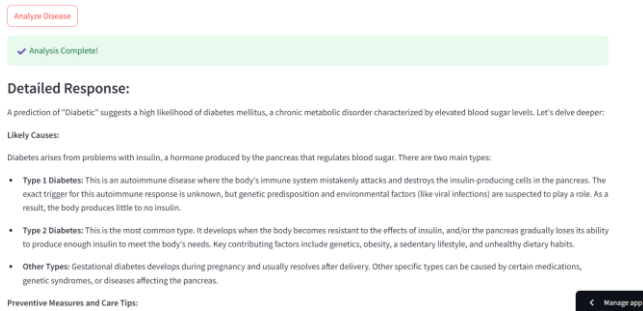 Analyze Disease
✔ Analysis Complete!
Detailed Response:
A prediction of "Diabetic" suggests a high likelihood of diabetes mellitus, a chronic metabolic disorder characterized by elevated blood sugar levels. Let's delve deeper:
Likely Causes:
Diabetes arises from problems with insulin, a hormone produced by the pancreas that regulates blood sugar. There are two main types:
• Type 1 Diabetes: This is an autoimmune disease where the body's immune system mistakenly attacks and destroys the insulin-producing cells in the pancreas. The
exact trigger for this autoimmune response is unknown, but genetic predisposition and environmental factors (like viral infections) are suspected to play a role. As a
result, the body produces little to no insulin.
• Type 2 Diabetes: This is the most common type. It develops when the body becomes resistant to the effects of insulin, and/or the pancreas gradually loses its ability
to produce enough insulin to meet the body's needs. Key contributing factors include genetics, obesity, a sedentary lifestyle, and unhealthy dietary habits.
• Other Types: Gestational diabetes develops during pregnancy and usually resolves after delivery. Other specific types can be caused by certain medications,
genetic syndromes, or diseases affecting the pancreas.
Preventive Measures and Care Tips:
< Manage app